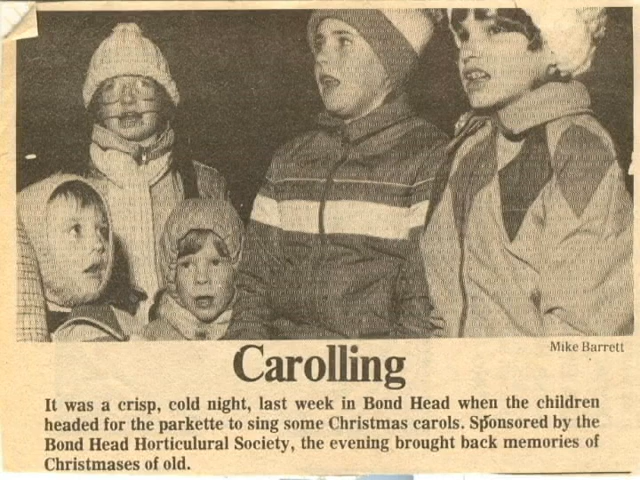 Mike Barrett
Carolling
It was a crisp, cold night, last week in Bond Head when the children
headed for the parkette to sing some Christmas carols. Sponsored by the
Bond Head Horticulural Society, the evening brought back memories of
Christmases of old.